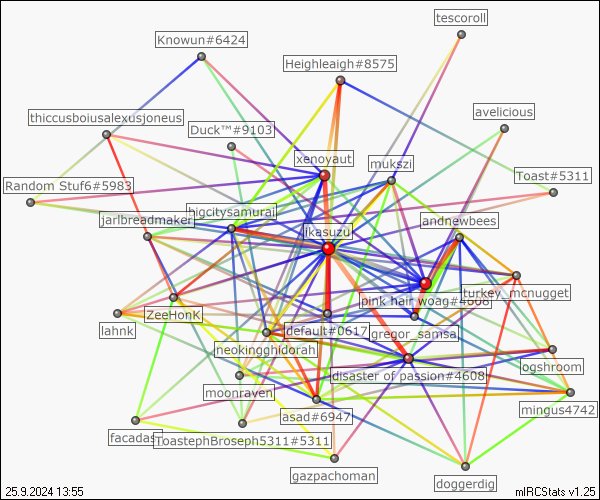 tescoroll
Knowun#6424
Heighleaigh#8575
avelicious
thiccusboiusalexusjoneus
Duck™#9103
xenoyaut
mukszi
Toast#5311
Random Stuf6#5983
jarlbreadmaker
bigcitysamurai
andnewbees
ikasuzu
pink hair woag#4008
turkey_mcnugget
ZeeHonK
lahnk
default#0617
gregor_samsa
neokingghidorah
ogshroom
disaster of passion#4608
moonraven
mingus4742
asad#6947
facadas
ToastephBroseph5311#5311
gazpachoman
doggerdig
25.9.2024 13:55
mIRCStats v1.25